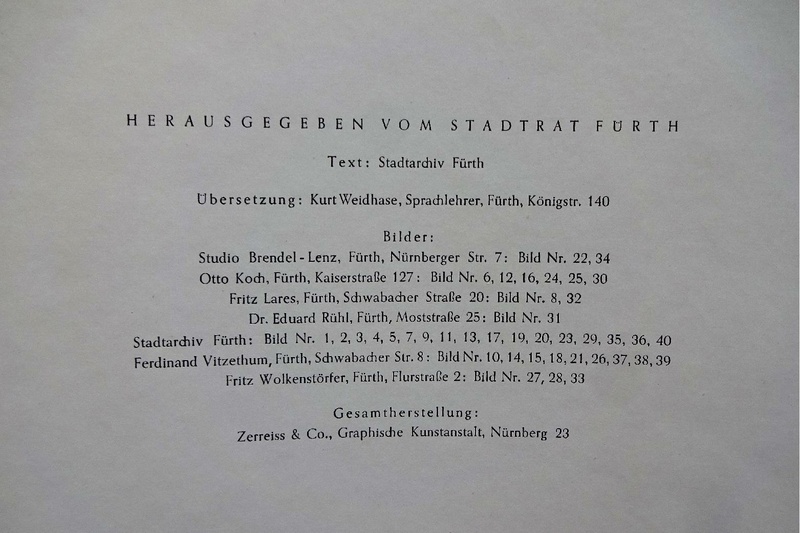 HERAUSGEGEBEN VOM STADTRAT FÜRTH
Text: Stadtarchiv Fürth
Übersetzung: Kurt Weidhase, Sprachlehrer, Fürth, Königstr. 140
Bilder:
Studio Brendel-Lenz, Fürth, Nürnberger Str. 7: Bild Nr. 22, 34
Otto Koch, Fürth, Kaiserstraße 127: Bild Nr. 6, 12, 16, 24, 25, 30
Fritz Lares, Fürth, Schwabacher Straße 20: Bild Nr. 8, 32
Dr. Eduard Rühl, Fürth, Moststraße 25: Bild Nr. 31
Stadtarchiv Fürth: Bild Nr. 1, 2, 3, 4, 5, 7, 9, 11, 13, 17, 19, 20, 23, 29, 35, 36, 40
Ferdinand Vitzethum, Fürth, Schwabacher Str. 8: Bild Nr. 10, 14, 15, 18, 21, 26, 37, 38, 39
Fritz Wolkenstörfer, Fürth, Flurstraße 2: Bild Nr. 27, 28, 33
Gesamtherstellung:
Zerreiss & Co., Graphische Kunstanstalt, Nürnberg 23